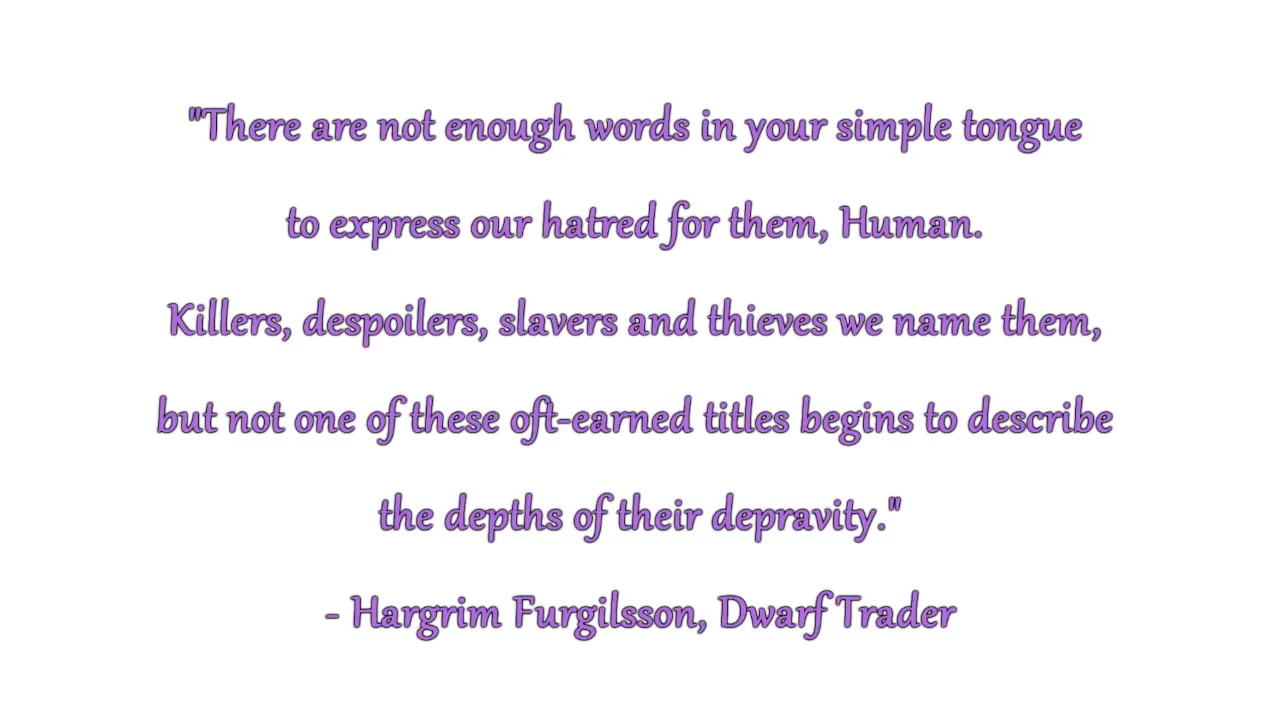 "There are not enough words in your simple tongue
to express our hatred for them, Human.
Killers, despoilers, slavers and thieves we name them,
but not one of these oft-earned titles begins to describe
the depths of their depravity."
- Hargrim Furgilsson, Dwarf Trader